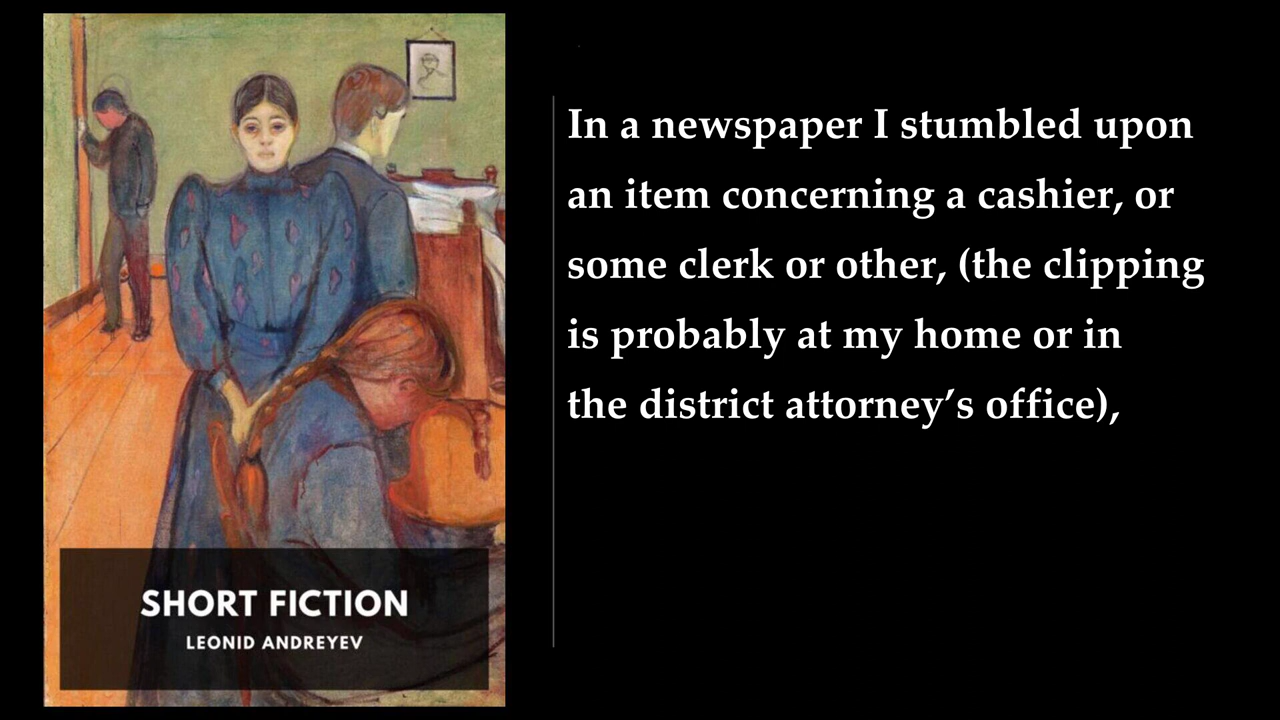 SHORT FICTION
LEONID ANDREYEV
In a newspaper I stumbled upon
an item concerning a cashier, or
some clerk or other, (the clipping
is probably at my home or in
the district attorney’s office),